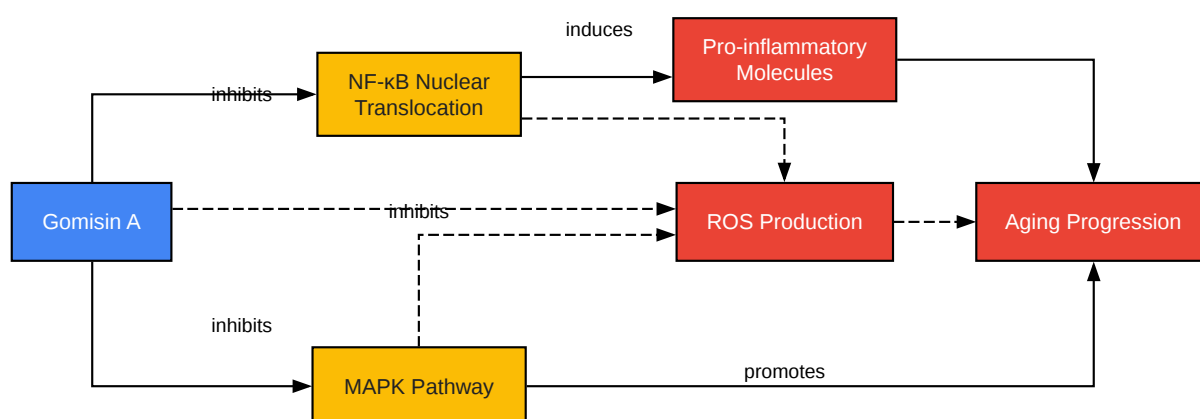 induces
Pro-inflammatory
Molecules
NF-κB Nuclear
Translocation
inhibits
Gomisin A
inhibits
ROS Production
Aging Progression
inhibits
MAPK Pathway
promotes